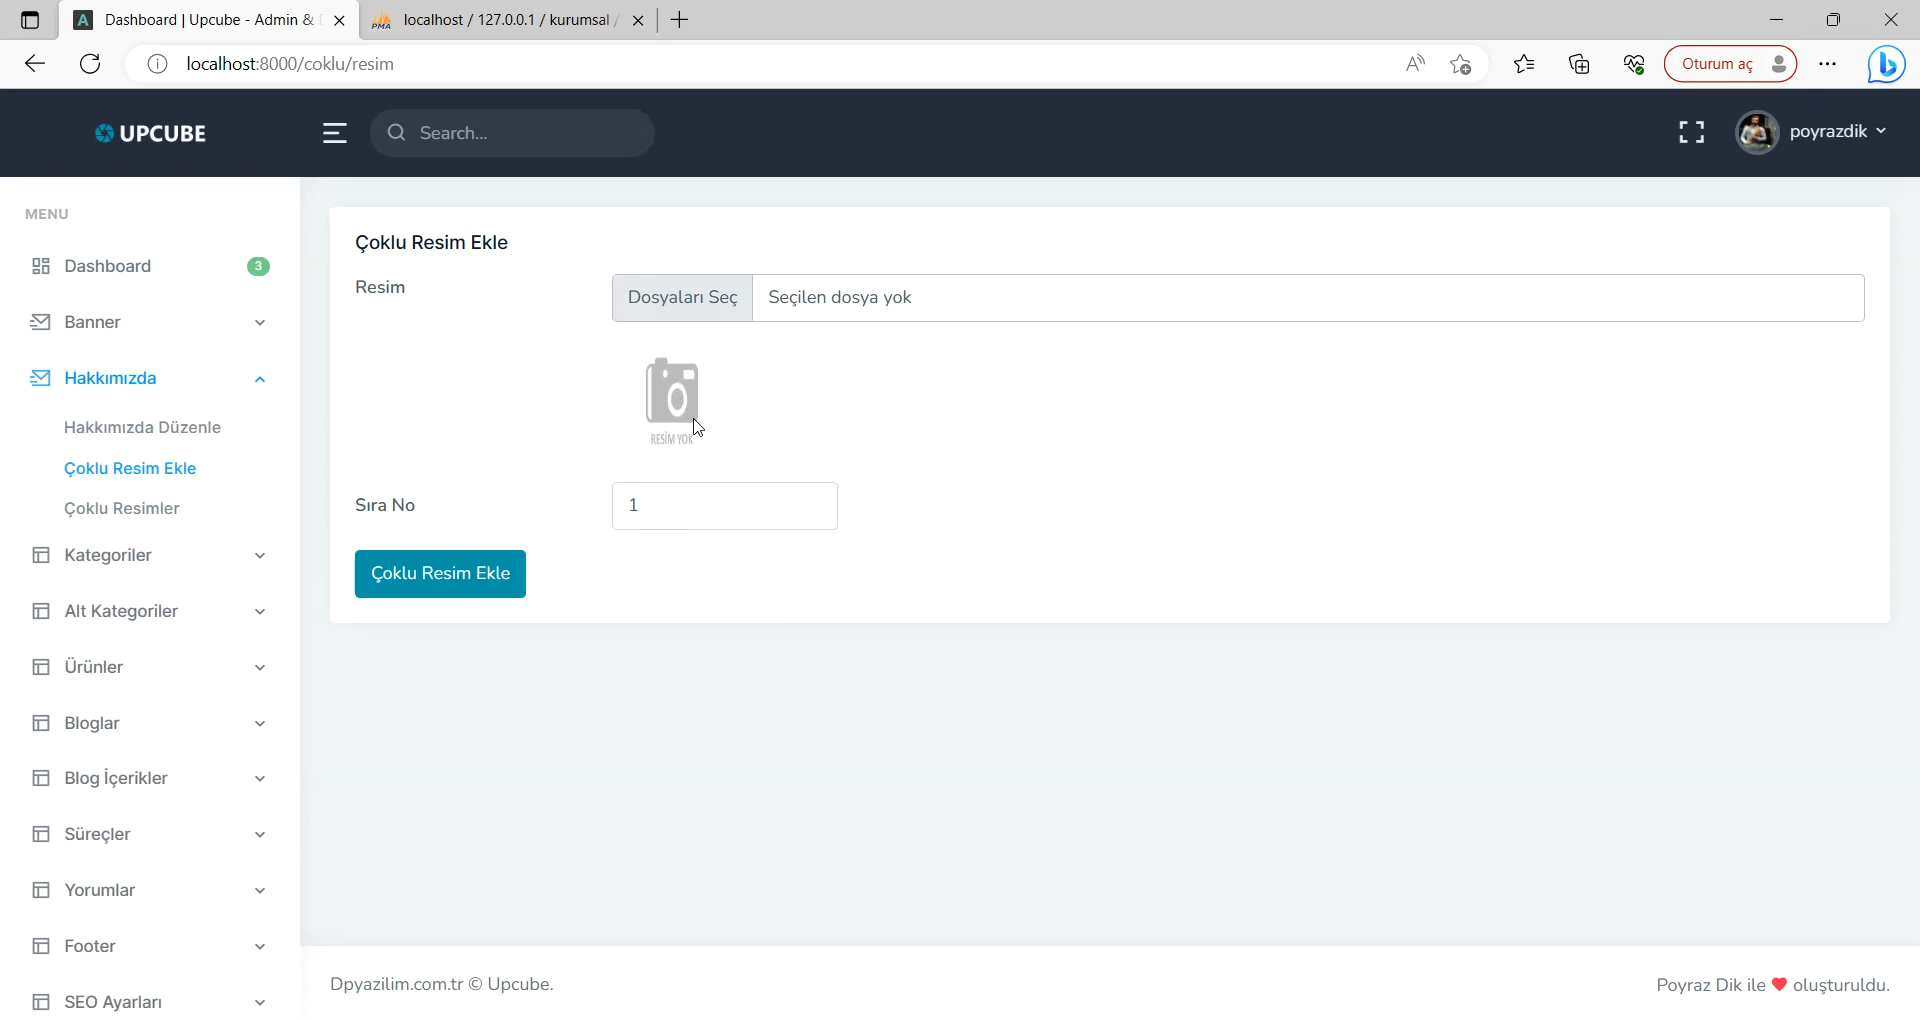 Dashboard | Upcube - Admin &
localhost / 127.0.0.1 / kurumsal /
localhost:8000/coklu/resim
Oturum aç
UPCUBE
Search...
poyrazdik
MENU
Dashboard
3
Banner
Hakkımızda
Hakkımızda Düzenle
Çoklu Resim Ekle
Çoklu Resimler
Kategoriler
Alt Kategoriler
Ürünler
Bloglar
Blog İçerikler
Süreçler
Yorumlar
Footer
SEO Ayarları
Çoklu Resim Ekle
Resim
Dosyaları Seç
Seçilen dosya yok
RESİM YOK
Sıra No
1
Çoklu Resim Ekle
Dpyazilim.com.tr © Upcube.
Poyraz Dik ile ♥ oluşturuldu.